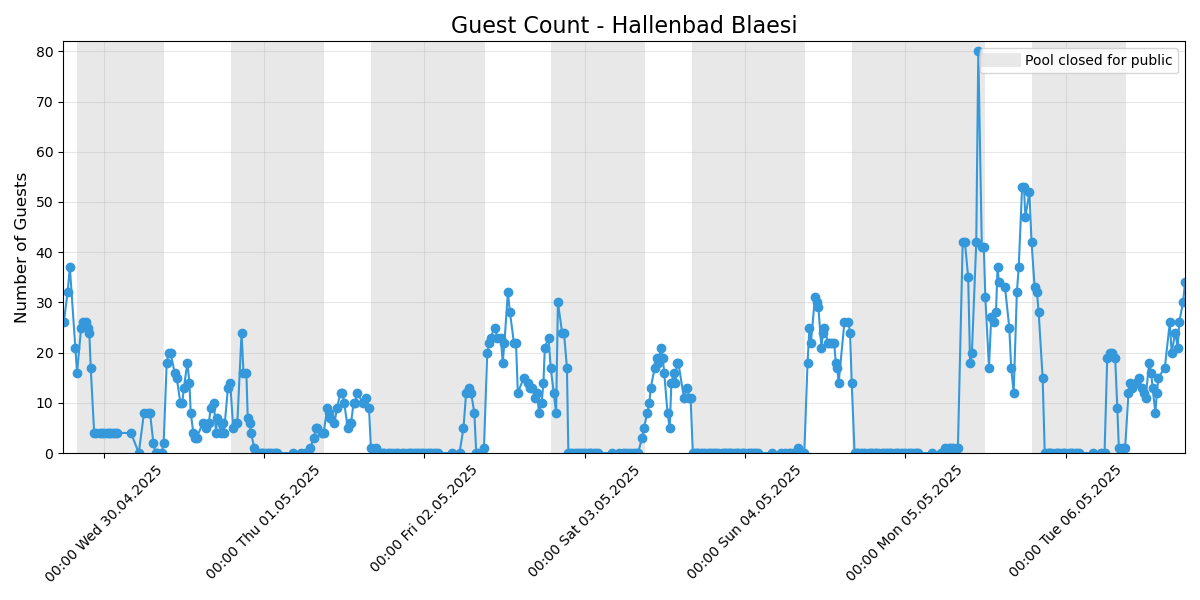 Guest Count - Hallenbad Blaesi
Pool closed for public
Number of Guests
80
70
60
50
40
30
20
10
0
00:00 Wed 30.04.2025
00:00 Thu 01.05.2025
00:00 Fri 02.05.2025
00:00 Sat 03.05.2025
00:00 Sun 04.05.2025
00:00 Mon 05.05.2025
00:00 Tue 06.05.2025